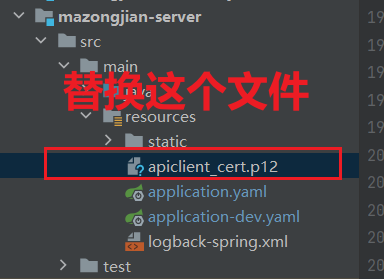 mazongjian-server
src
main
替换这个文件
java
resources
static
apiclient_cert.p12
application.yaml
application-dev.yaml
logback-spring.xml
test